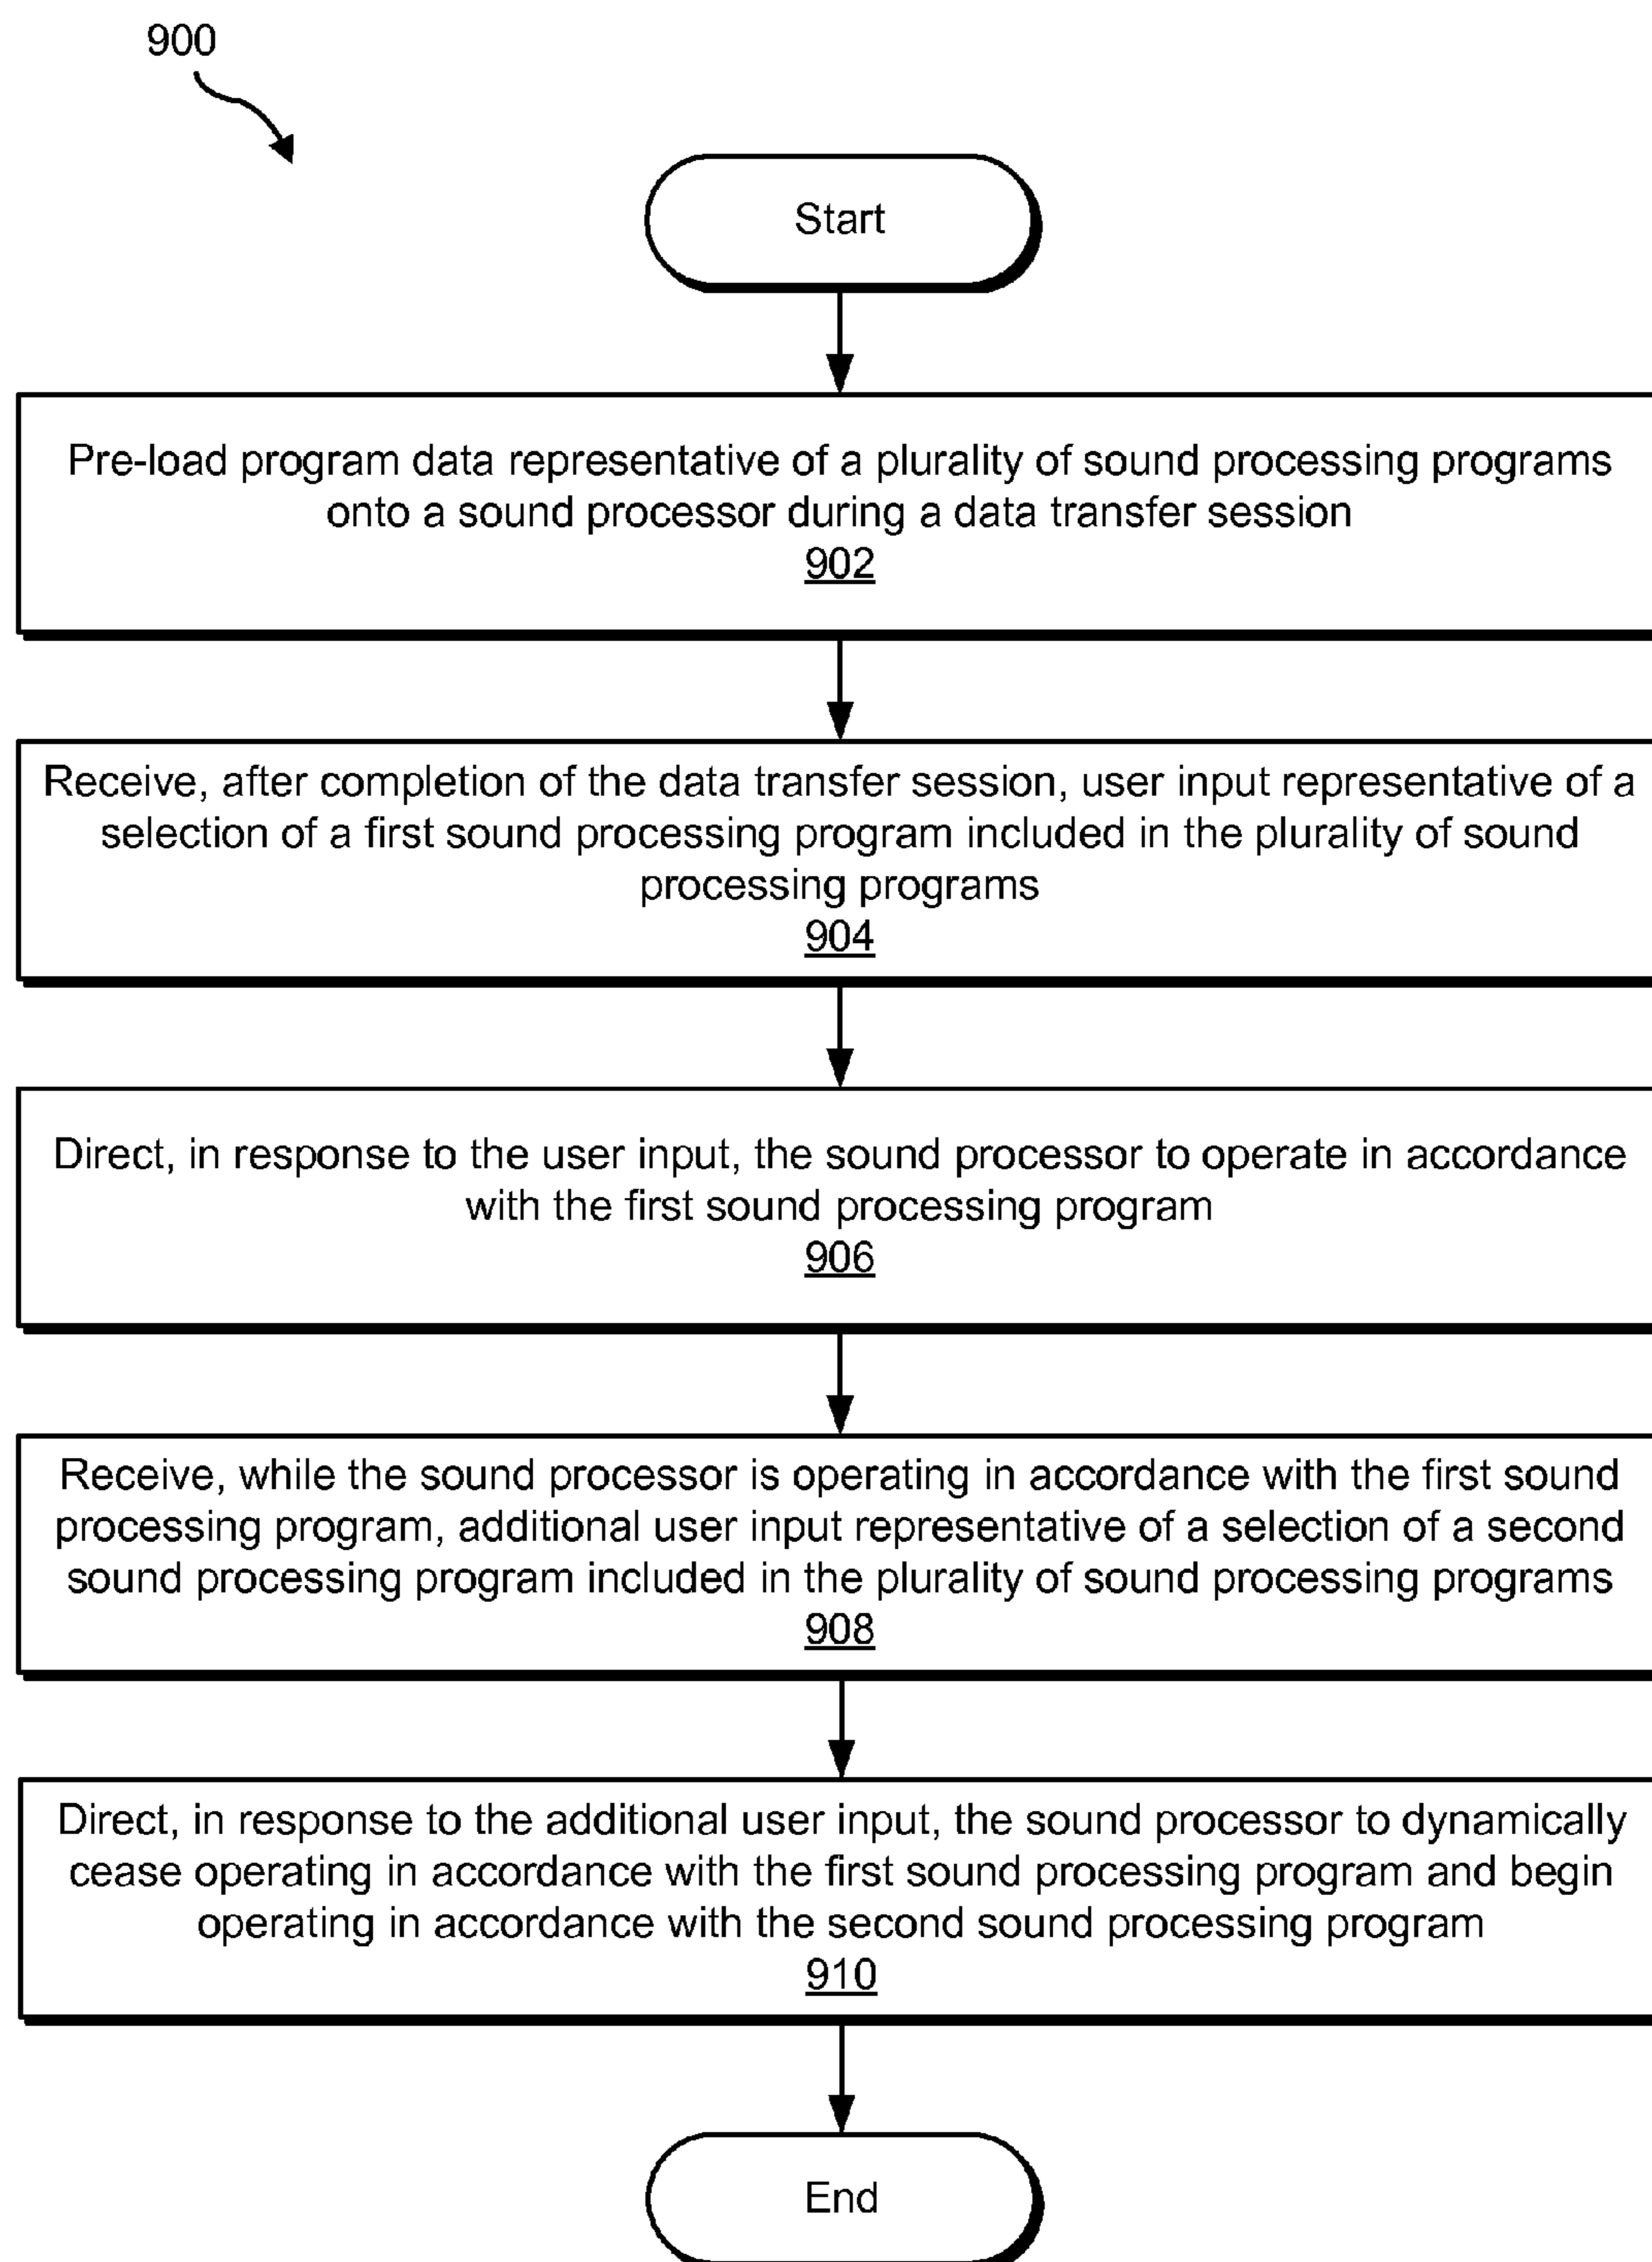 900
Start
Pre-load program data representative of a plurality of sound processing programs
onto a sound processor during a data transfer session
902
Receive, after completion of the data transfer session, user input representative of a
selection of a first sound processing program included in the plurality of sound
processing programs
904
Direct, in response to the user input, the sound processor to operate in accordance
with the first sound processing program
906
Receive, while the sound processor is operating in accordance with the first sound
processing program, additional user input representative of a selection of a second
sound processing program included in the plurality of sound processing programs
908
Direct, in response to the additional user input, the sound processor to dynamically
cease operating in accordance with the first sound processing program and begin
operating in accordance with the second sound processing program
910
End